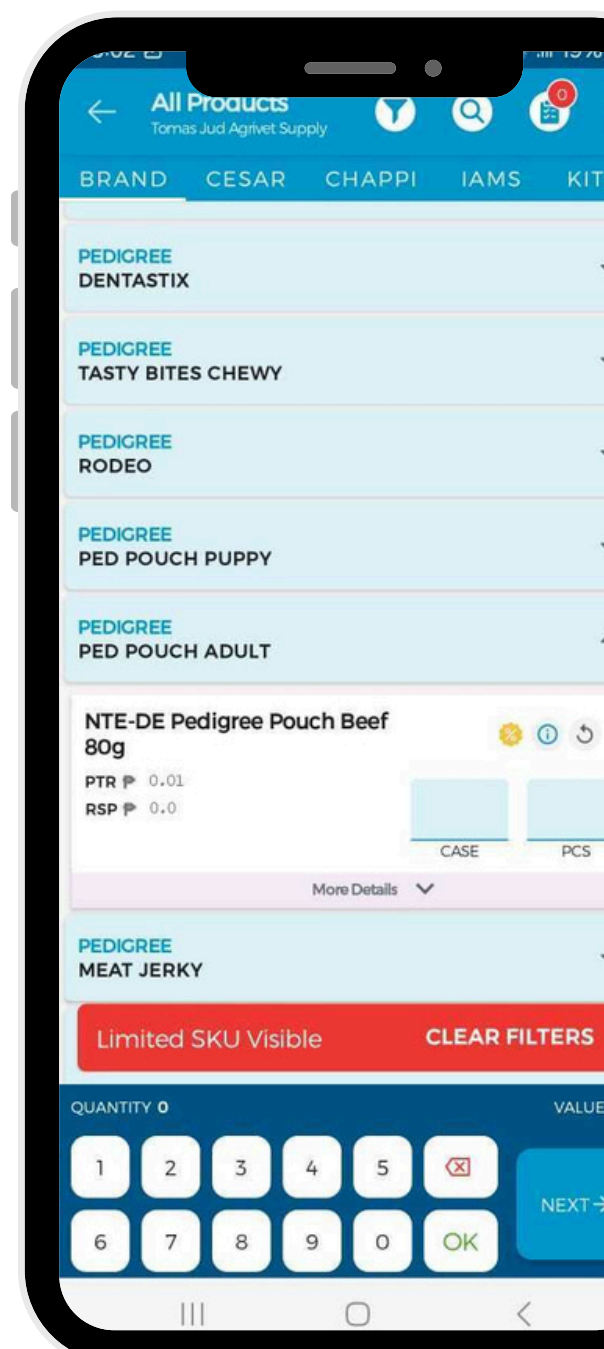 All Products
Tomas Jud Agrivet Supply
0
BRAND CESAR CHAPPI IAMS KIT
PEDIGREE
DENTASTIX
PEDIGREE
TASTY BITES CHEWY
PEDIGREE
RODEO
PEDIGREE
PED POUCH PUPPY
PEDIGREE
PED POUCH ADULT
NTE-DE Pedigree Pouch Beef
80g
PTR ₱ 0.01
RSP ₱ 0.0
CASE PCS
More Details
PEDIGREE
MEAT JERKY
Limited SKU Visible CLEAR FILTERS
QUANTITY 0 VALUE
1 2 3 4 5
NEXT
6 7 8 9 0 OK